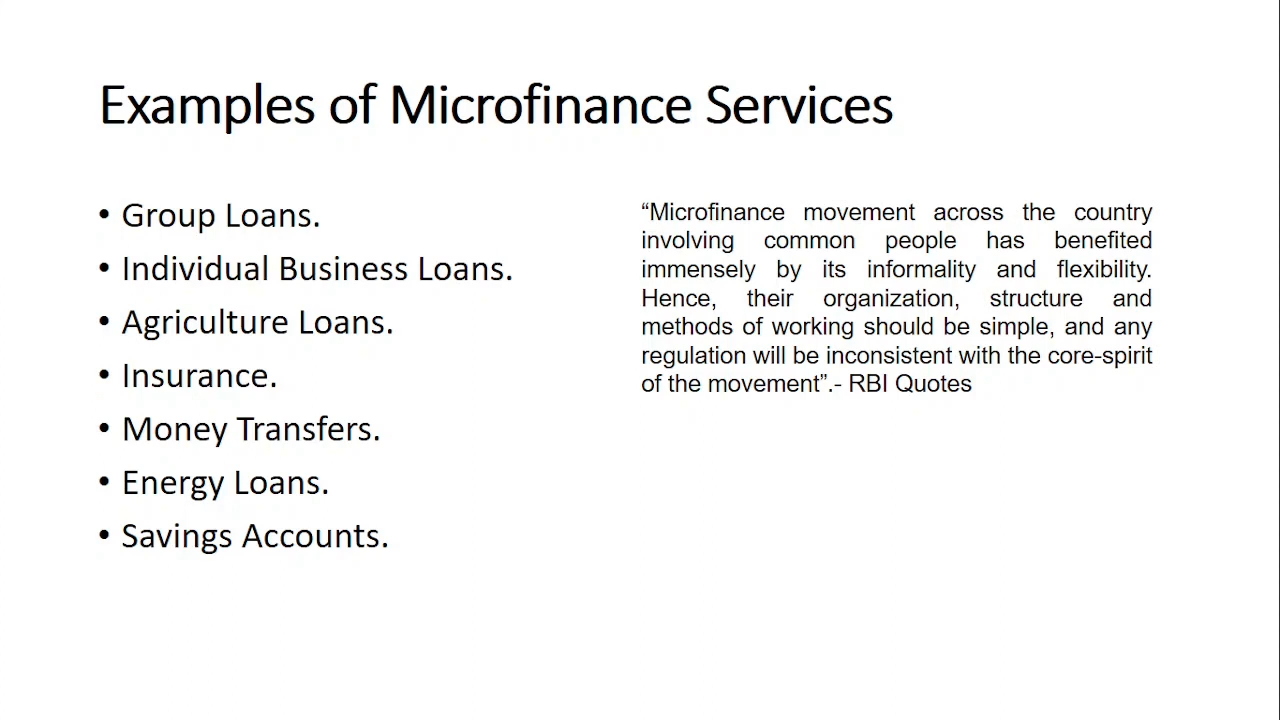 Examples of Microfinance Services
• Group Loans.
• Individual Business Loans.
• Agriculture Loans.
• Insurance.
• Money Transfers.
• Energy Loans.
• Savings Accounts.
“Microfinance movement across the country
involving common people has benefited
immensely by its informality and flexibility.
Hence, their organization, structure and
methods of working should be simple, and any
regulation will be inconsistent with the core-spirit
of the movement”.- RBI Quotes